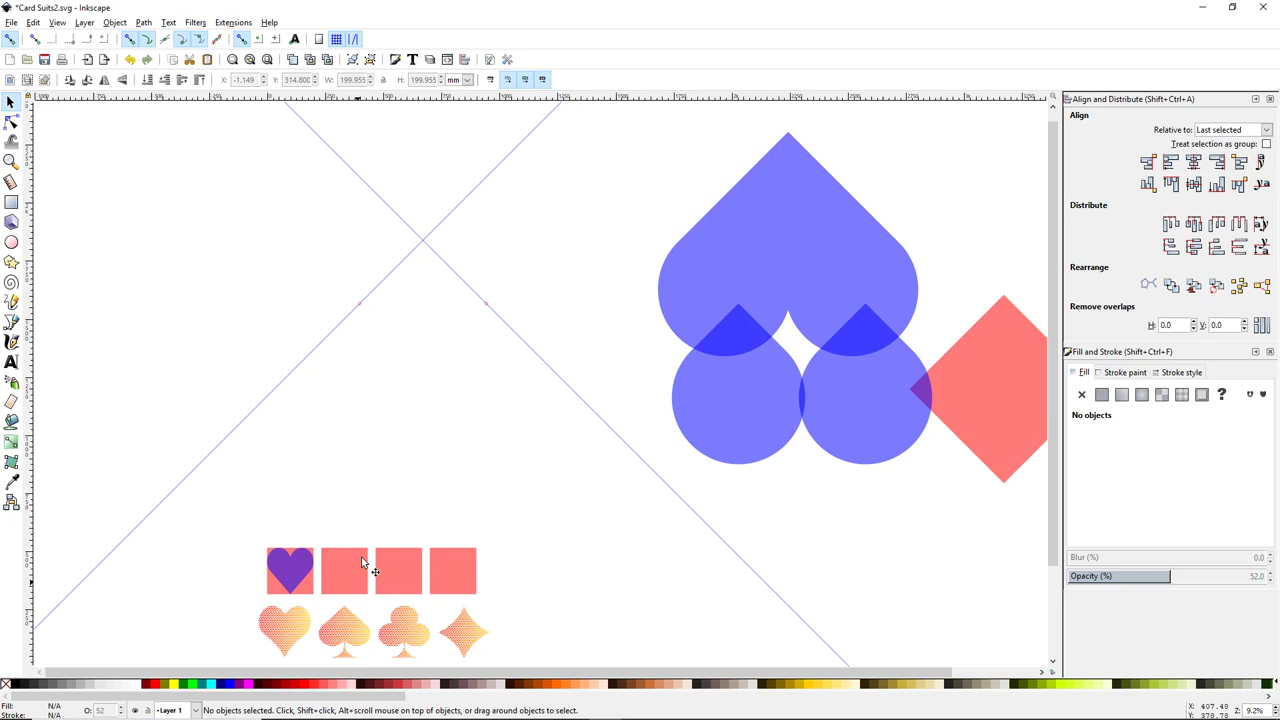 *Card Suits2.svg - Inkscape
File Edit View Layer Object Path Text Filters Extensions Help
X: -1.149 Y: 314.800 W: 199.955 H: 199.955 mm
Align and Distribute (Shift+Ctrl+A)
Align
Relative to: Last selected
Treat selection as group:
Distribute
Rearrange
Remove overlaps
H: 0.0 V: 0.0
Fill and Stroke (Shift+Ctrl+F)
Fill Stroke paint Stroke style
No objects
Blur (%) 0.0
Opacity (%) 52.0
Fill: N/A
Stroke: N/A
O: 52
Layer 1
No objects selected. Click, Shift+click, Alt+scroll mouse on top of objects, or drag around objects to select.
X: 407.48
Y: 378.78
Z: 9.2%